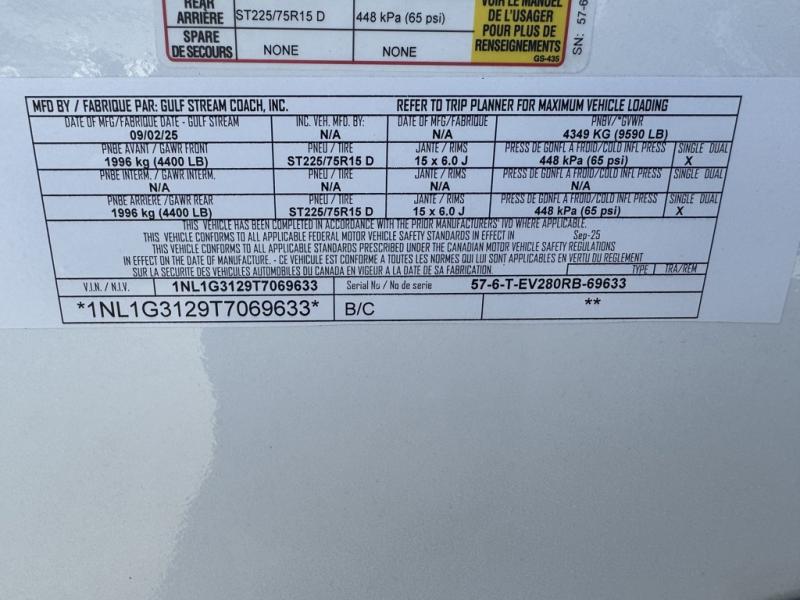 REAR
ARRIÈRE ST225/75R15 D 448 kPa (65 psi)
SPARE
DE SECOURS NONE NONE
VOIR LE MANUEL
DE L'USAGER
POUR PLUS DE
RENSEIGNEMENTS
GS-435
SN: 57-6
MFD BY / FABRIQUE PAR: GULF STREAM COACH, INC. REFER TO TRIP PLANNER FOR MAXIMUM VEHICLE LOADING
DATE OF MFG/FABRIQUE DATE - GULF STREAM INC. VEH. MFD. BY: DATE OF MFG/FABRIQUE PNBV/*GVWR
09/02/25 N/A N/A 4349 KG (9590 LB)
PNBE AVANT / GAWR FRONT PNEU / TIRE JANTE / RIMS PRESS DE GONFL À FROID/COLD INFL PRESS SINGLE DUAL
1996 kg (4400 LB) ST225/75R15 D 15 x 6.0 J 448 kPa (65 psi) X
PNBE INTERM. / GAWR INTERM. PNEU / TIRE JANTE / RIMS PRESS DE GONFL À FROID/COLD INFL PRESS SINGLE DUAL
N/A N/A N/A N/A
PNBE ARRIERE /GAWR REAR PNEU / TIRE JANTE / RIMS PRESS DE GONFL À FROID/COLD INFL PRESS SINGLE DUAL
1996 kg (4400 LB) ST225/75R15 D 15 x 6.0 J 448 kPa (65 psi) X
THIS VEHICLE HAS BEEN COMPLETED IN ACCORDANCE WITH THE PRIOR MANUFACTURERS' IVD WHERE APPLICABLE.
THIS VEHICLE CONFORMS TO ALL APPLICABLE FEDERAL MOTOR VEHICLE SAFETY STANDARDS IN EFFECT IN Sep-25
THIS VEHICLE CONFORMS TO ALL APPLICABLE STANDARDS PRESCRIBED UNDER THE CANADIAN MOTOR VEHICLE SAFETY REGULATIONS
IN EFFECT ON THE DATE OF MANUFACTURE. - CE VEHICULE EST CONFORME A TOUTES LES NORMES QUI LUI SONT APPLICABLES EN VERTU DU REGLEMENT
SUR LA SECURITE DES VEHICULES AUTOMOBILES DU CANADA EN VIGEUR A LA DATE DE SA FABRICATION. TYPE TRA/REM
V.I.N. / N.I.V. 1NL1G3129T7069633 Serial No / No de serie 57-6-T-EV280RB-69633
*1NL1G3129T7069633* B/C **